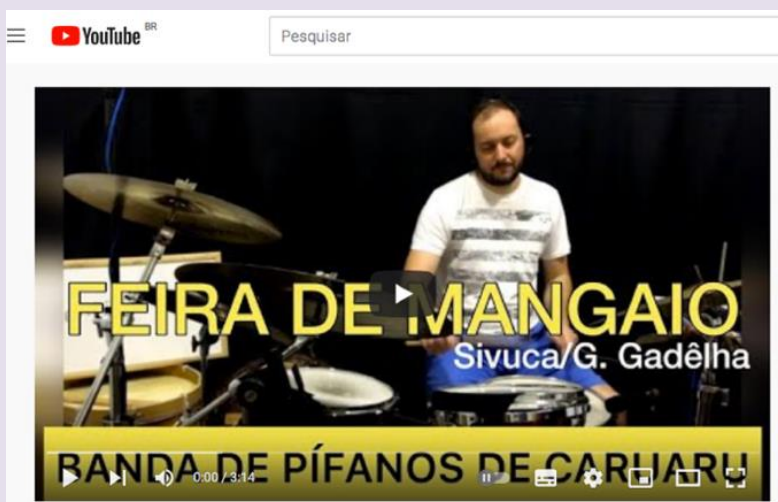 YouTube BR
Pesquisar
FEIRA DE MANGAIO
Sivuca/G. Gadêlha
BANDA DE PÍFANOS DE CARUARU
0:00 / 3:14